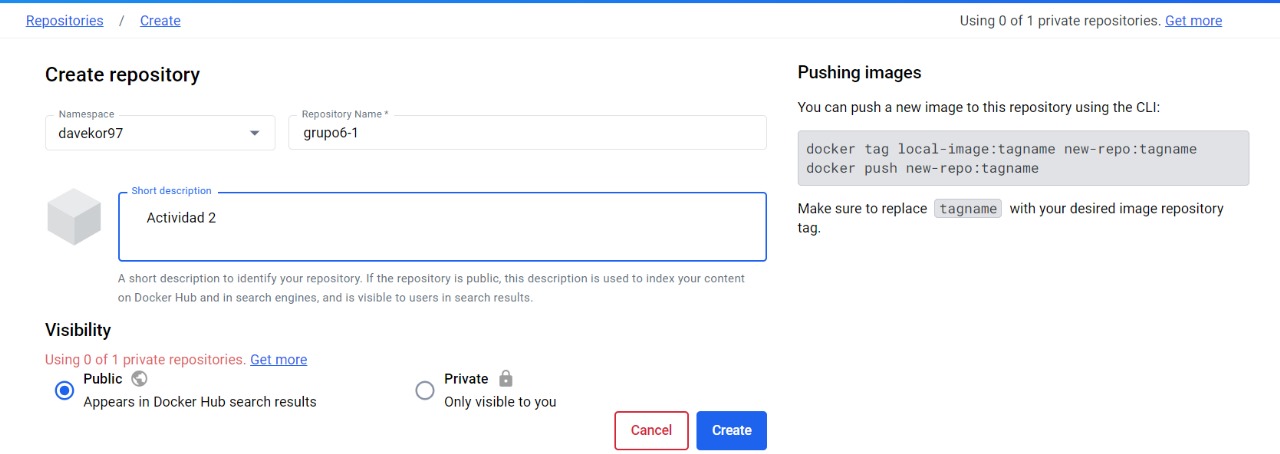 Repositories / Create
Using 0 of 1 private repositories. Get more
Create repository
Namespace
davekor97
Repository Name *
grupo6-1
Short description
Actividad 2
A short description to identify your repository. If the repository is public, this description is used to index your content
on Docker Hub and in search engines, and is visible to users in search results.
Visibility
Using 0 of 1 private repositories. Get more
Public
Appears in Docker Hub search results
Private
Only visible to you
Cancel
Create
Pushing images
You can push a new image to this repository using the CLI:
docker tag local-image:tagname new-repo:tagname
docker push new-repo:tagname
Make sure to replace tagname with your desired image repository
tag.